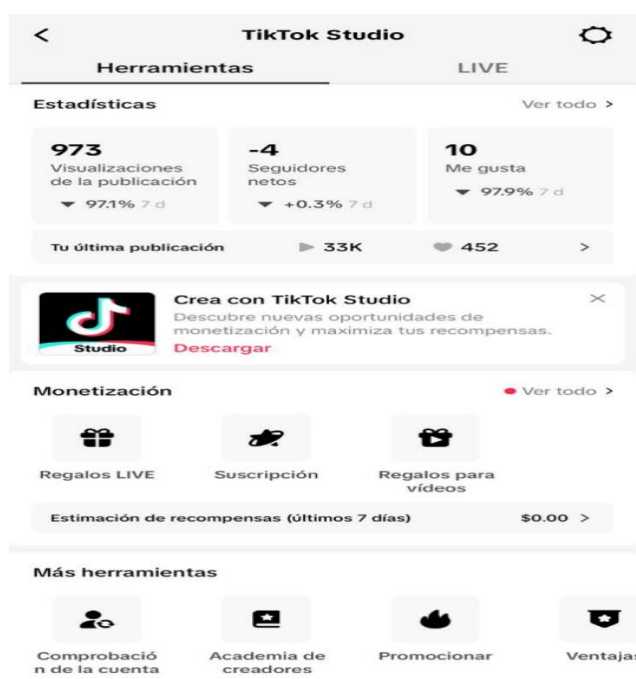 TikTok Studio
Herramientas
LIVE
Estadísticas
Ver todo >
973
Visualizaciones
de la publicación
▼ 97.1% 7 d
-4
Seguidores
netos
▼ +0.3% 7 d
10
Me gusta
▼ 97.9% 7 d
Tu última publicación
33K
452
Crea con TikTok Studio
Descubre nuevas oportunidades de
monetización y maximiza tus recompensas.
Descargar
Studio
Monetización
Ver todo >
Regalos LIVE
Suscripción
Regalos para
vídeos
Estimación de recompensas (últimos 7 días)
$0.00 >
Más herramientas
Comprobació
n de la cuenta
Academia de
creadores
Promocionar
Ventajas